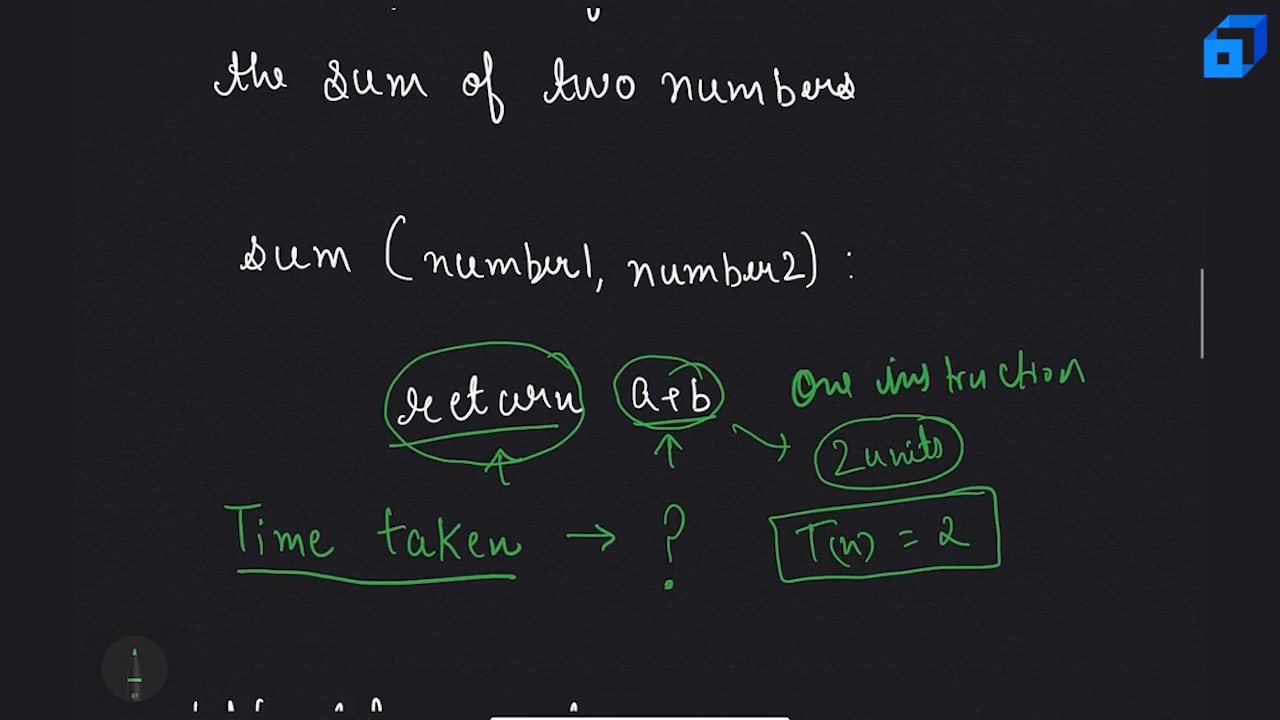 the sum of two numbers
sum (number1, number2) :
return a+b
One instruction
2 units
Time taken → ?
T(n) = 2